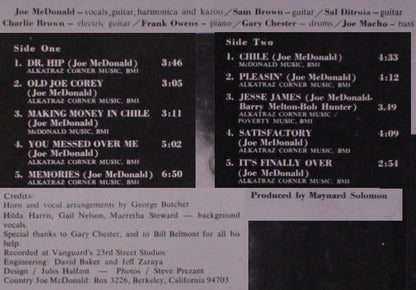 Joe McDonald—vocals, guitar, harmonica and kazoo/Sam Brown—guitar/Sal Ditroia—guitar
Charlie Brown—electric guitar/Frank Owens—piano/Gary Chester—drums/Joe Macho—bass
Side One
1. DR. HIP (Joe McDonald) 3:46
ALKATRAZ CORNER MUSIC, BMI
2. OLD JOE COREY 3:05
(Joe McDonald)
ALKATRAZ CORNER MUSIC, BMI
3. MAKING MONEY IN CHILE 3:11
(Joe McDonald)
McDONALD MUSIC, BMI
4. YOU MESSED OVER ME 5:02
(Joe McDonald)
ALKATRAZ CORNER MUSIC, BMI
5. MEMORIES (Joe McDonald) 6:50
ALKATRAZ CORNER MUSIC, BMI
Side Two
1. CHILE (Joe McDonald) 4:33
McDONALD MUSIC, BMI
2. PLEASIN' (Joe McDonald) 4:12
ALKATRAZ CORNER MUSIC, BMI
3. JESSE JAMES (Joe McDonald-
Barry Melton-Bob Hunter) 3.49
ALKATRAZ CORNER MUSIC /
POVERTY MUSIC, BMI
4. SATISFACTORY 4:09
(Joe McDonald)
ALKATRAZ CORNER MUSIC, BMI
5. IT'S FINALLY OVER 2:54
(Joe McDonald)
ALKATRAZ CORNER MUSIC, BMI
Produced by Maynard Solomon
Credits:
Horn and vocal arrangements by George Butcher
Hilda Harris, Gail Nelson, Maeretha Steward — background
vocals.
Special thanks to Gary Chester, and to Bill Belmont for all his
help.
Recorded at Vanguard's 23rd Street Studios
Engineering: David Baker and Jeff Zaraya
Design / Jules Halfant — Photos / Steve Prezant
Country Joe McDonald: Box 3226, Berkeley, California 94703